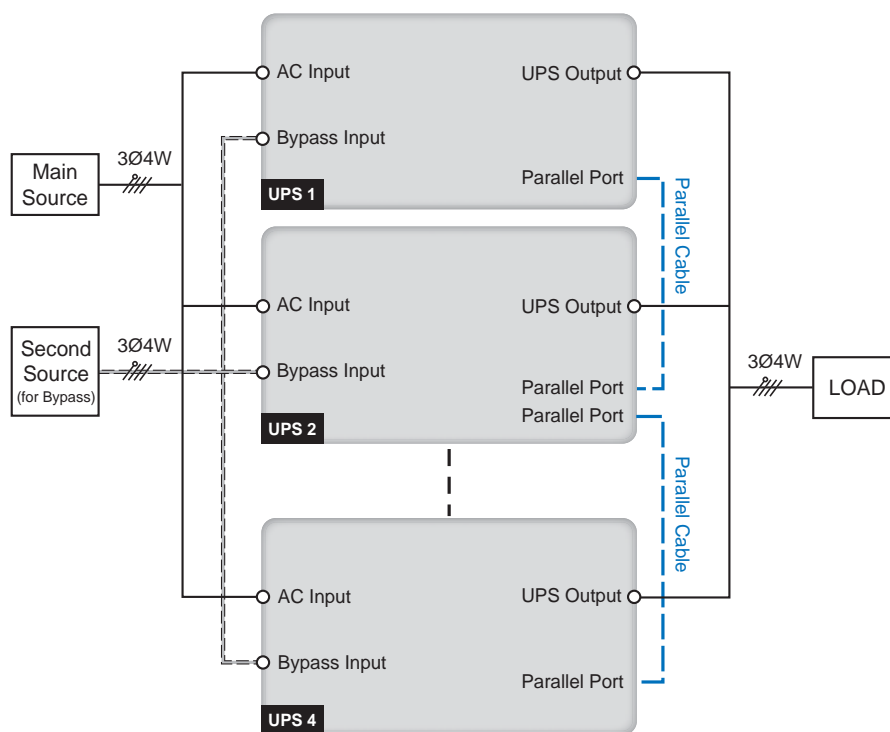 AC Input
UPS Output
Bypass Input
Parallel Port
UPS 1
3Ø4W
Main
Source
Parallel Cable
AC Input
UPS Output
Bypass Input
Parallel Port
Parallel Port
UPS 2
3Ø4W
Second
Source
(for Bypass)
3Ø4W
LOAD
Parallel Cable
AC Input
UPS Output
Bypass Input
Parallel Port
UPS 4